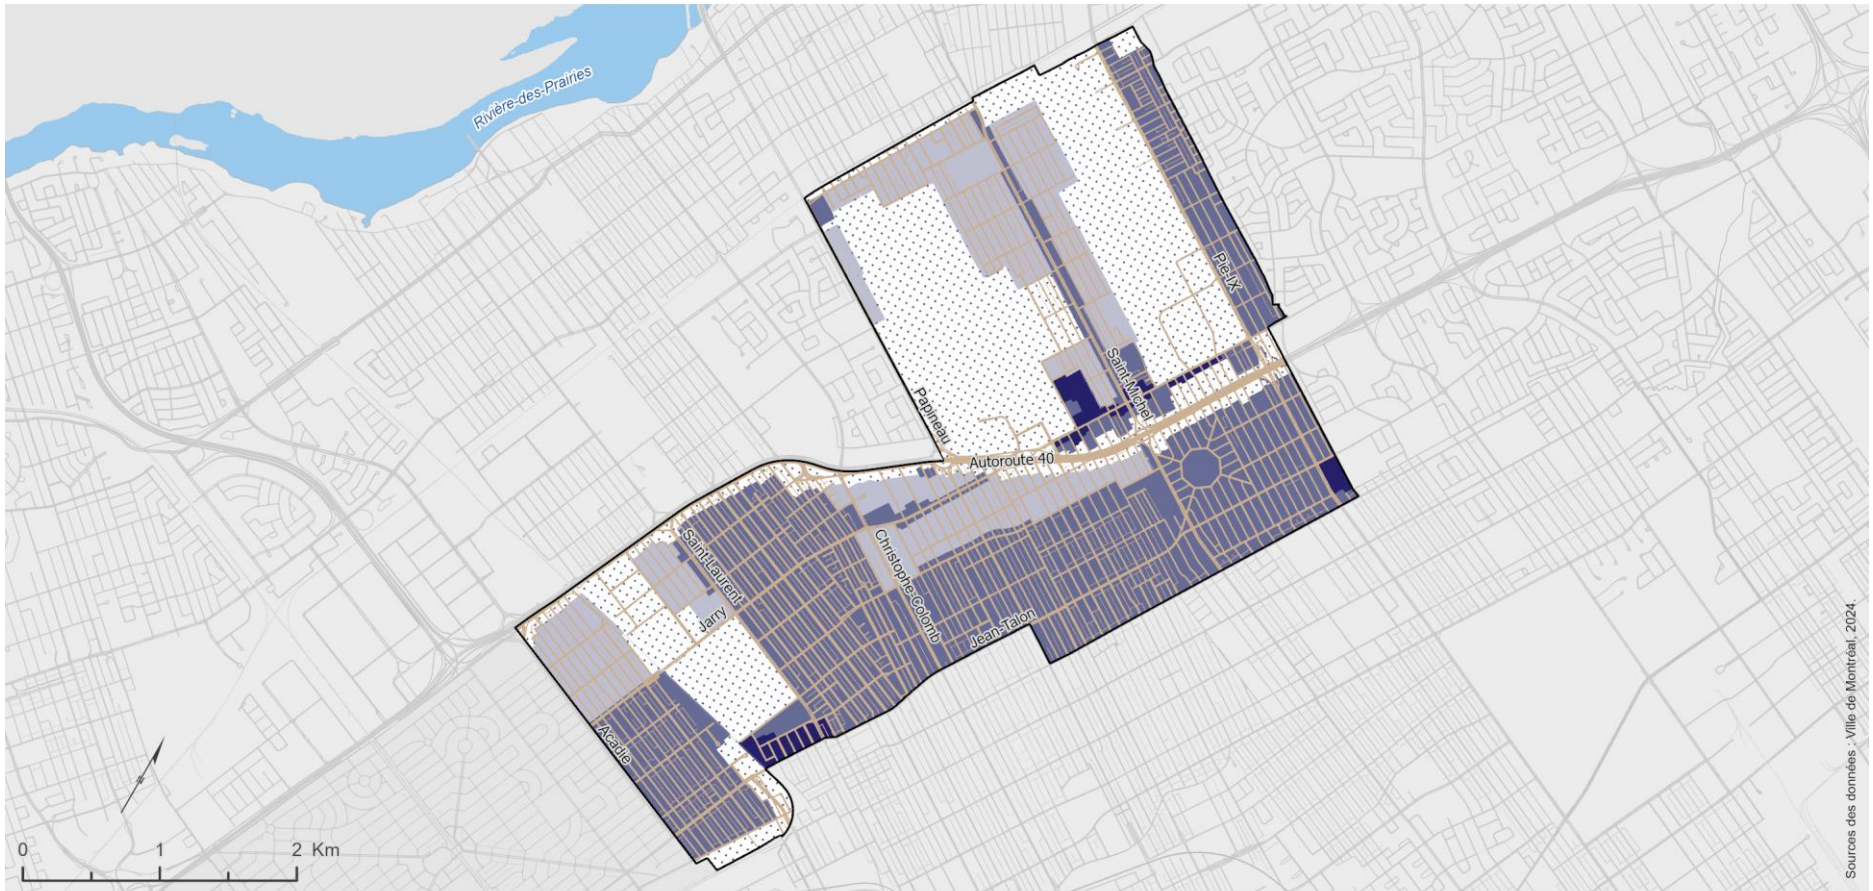 Rivière-des-Prairies
Pie-IX
Saint-Michel
Papineau
Autoroute 40
Saint-Laurent
Christophe-Colomb
Jarry
Jean-Talon
Acadie
N
0 1 2 Km
Sources des données : Ville de Montréal, 2024.